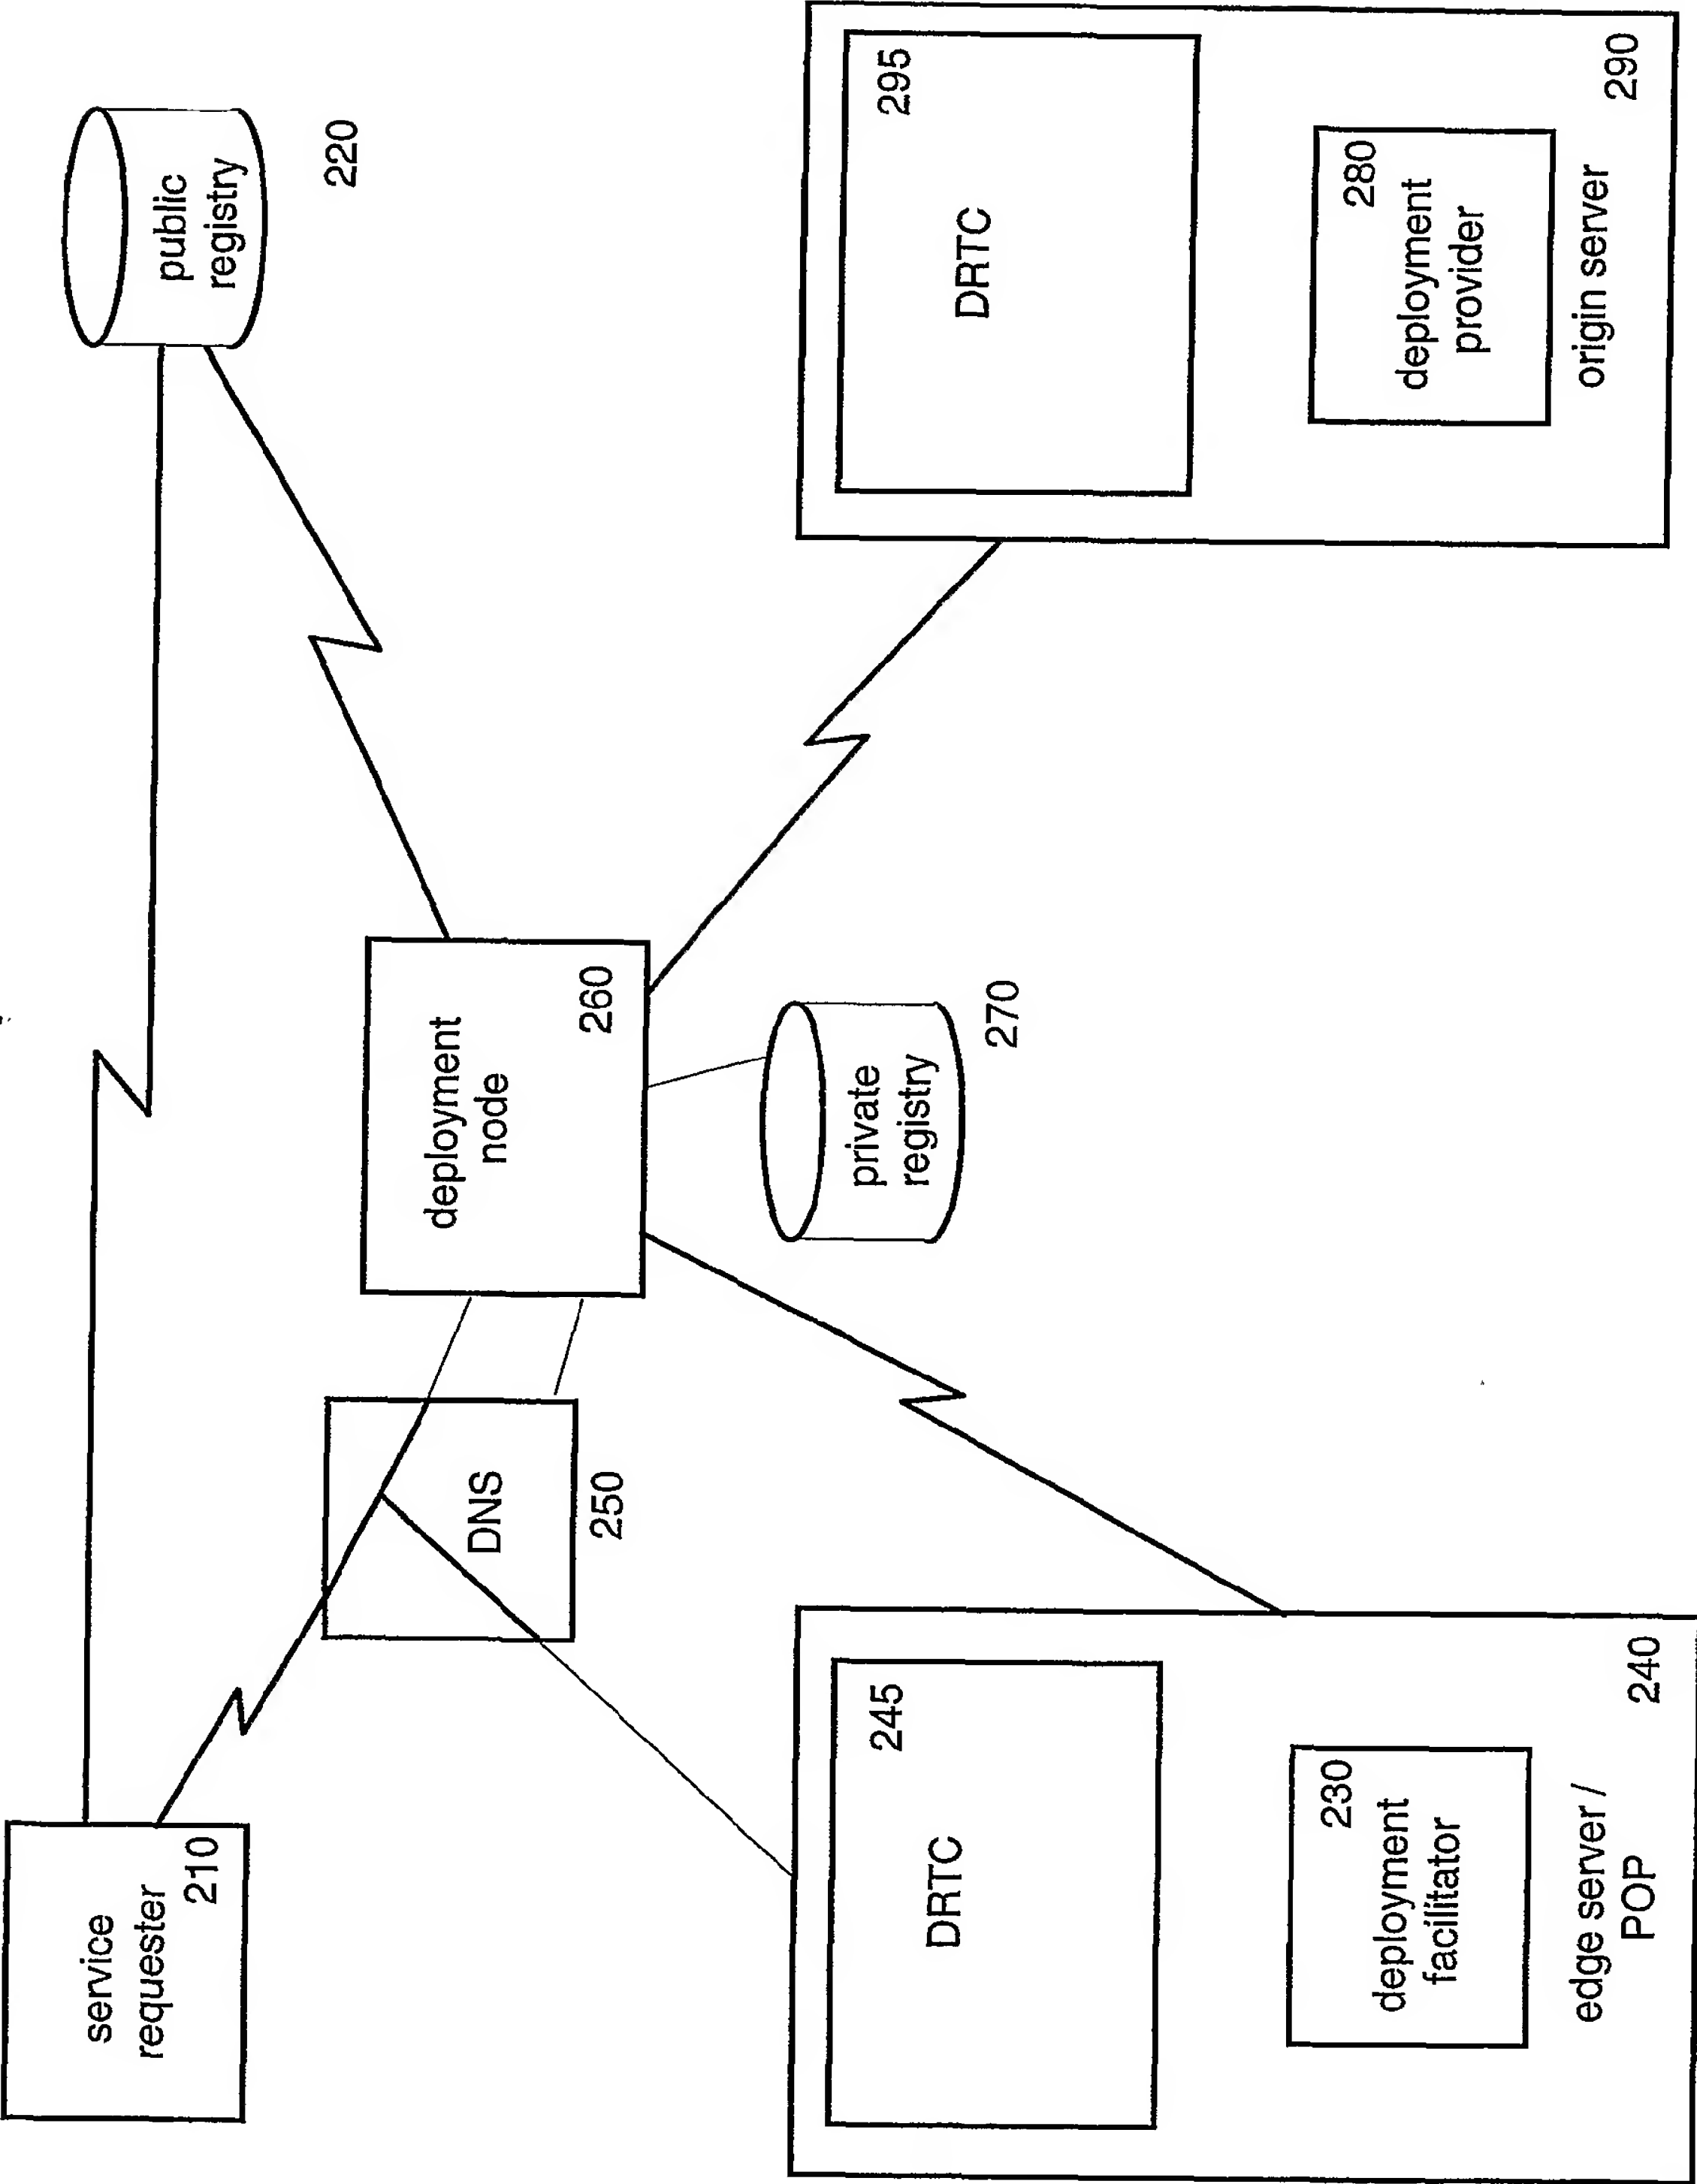 service
requester
210
public
registry
220
DNS
250
deployment
node
260
private
registry
270
245
DRTC
230
deployment
facilitator
edge server /
POP
240
295
DRTC
280
deployment
provider
origin server
290